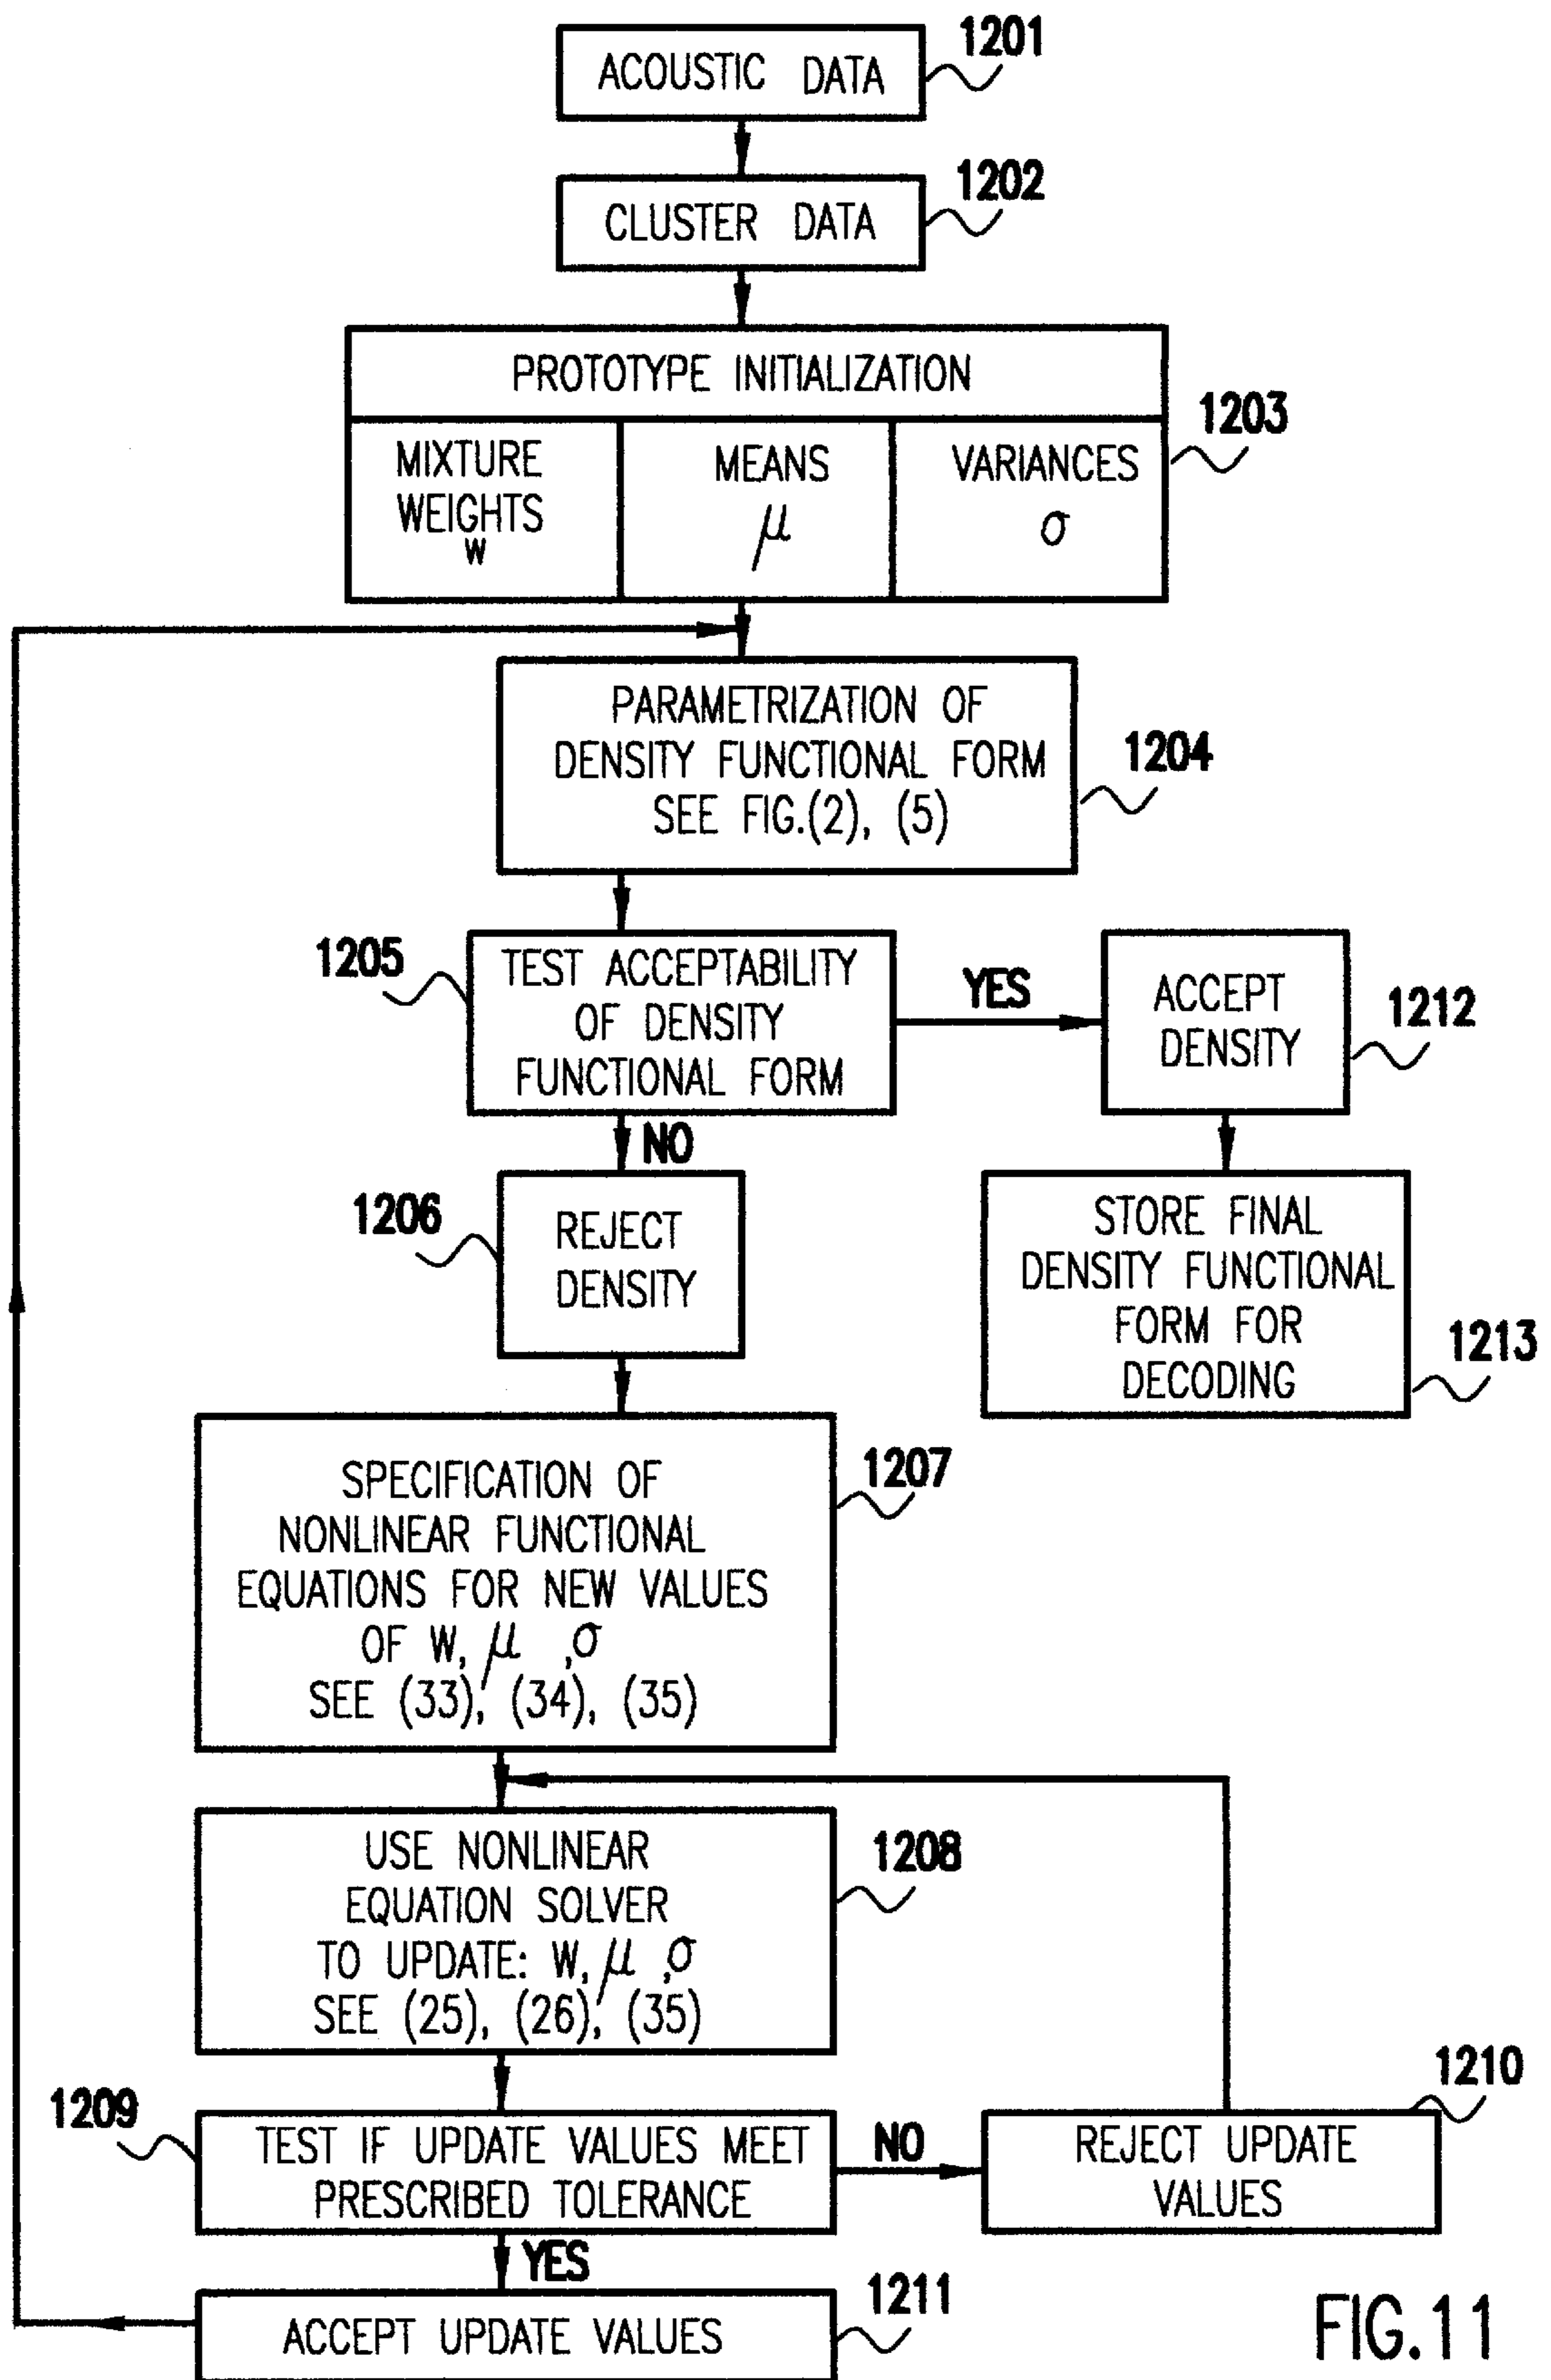 1201
ACOUSTIC DATA
1202
CLUSTER DATA
PROTOTYPE INITIALIZATION
1203
MIXTURE
WEIGHTS
W
MEANS
μ
VARIANCES
σ
PARAMETRIZATION OF
DENSITY FUNCTIONAL FORM
SEE FIG.(2), (5)
1204
1205
TEST ACCEPTABILITY
OF DENSITY
FUNCTIONAL FORM
YES
ACCEPT
DENSITY
1212
NO
1206
REJECT
DENSITY
STORE FINAL
DENSITY FUNCTIONAL
FORM FOR
DECODING
1213
SPECIFICATION OF
NONLINEAR FUNCTIONAL
EQUATIONS FOR NEW VALUES
OF W, μ ,σ
SEE (33), (34), (35)
1207
USE NONLINEAR
EQUATION SOLVER
TO UPDATE: W, μ ,σ
SEE (25), (26), (35)
1208
1209
TEST IF UPDATE VALUES MEET
PRESCRIBED TOLERANCE
NO
1210
REJECT UPDATE
VALUES
YES
1211
ACCEPT UPDATE VALUES
FIG.11